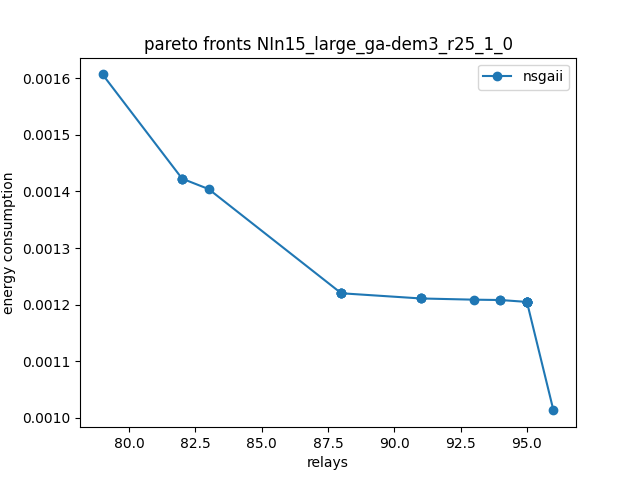 pareto fronts NIn15_large_ga-dem3_r25_1_0
nsgaii
energy consumption
0.0016
0.0015
0.0014
0.0013
0.0012
0.0011
0.0010
80.0 82.5 85.0 87.5 90.0 92.5 95.0
relays